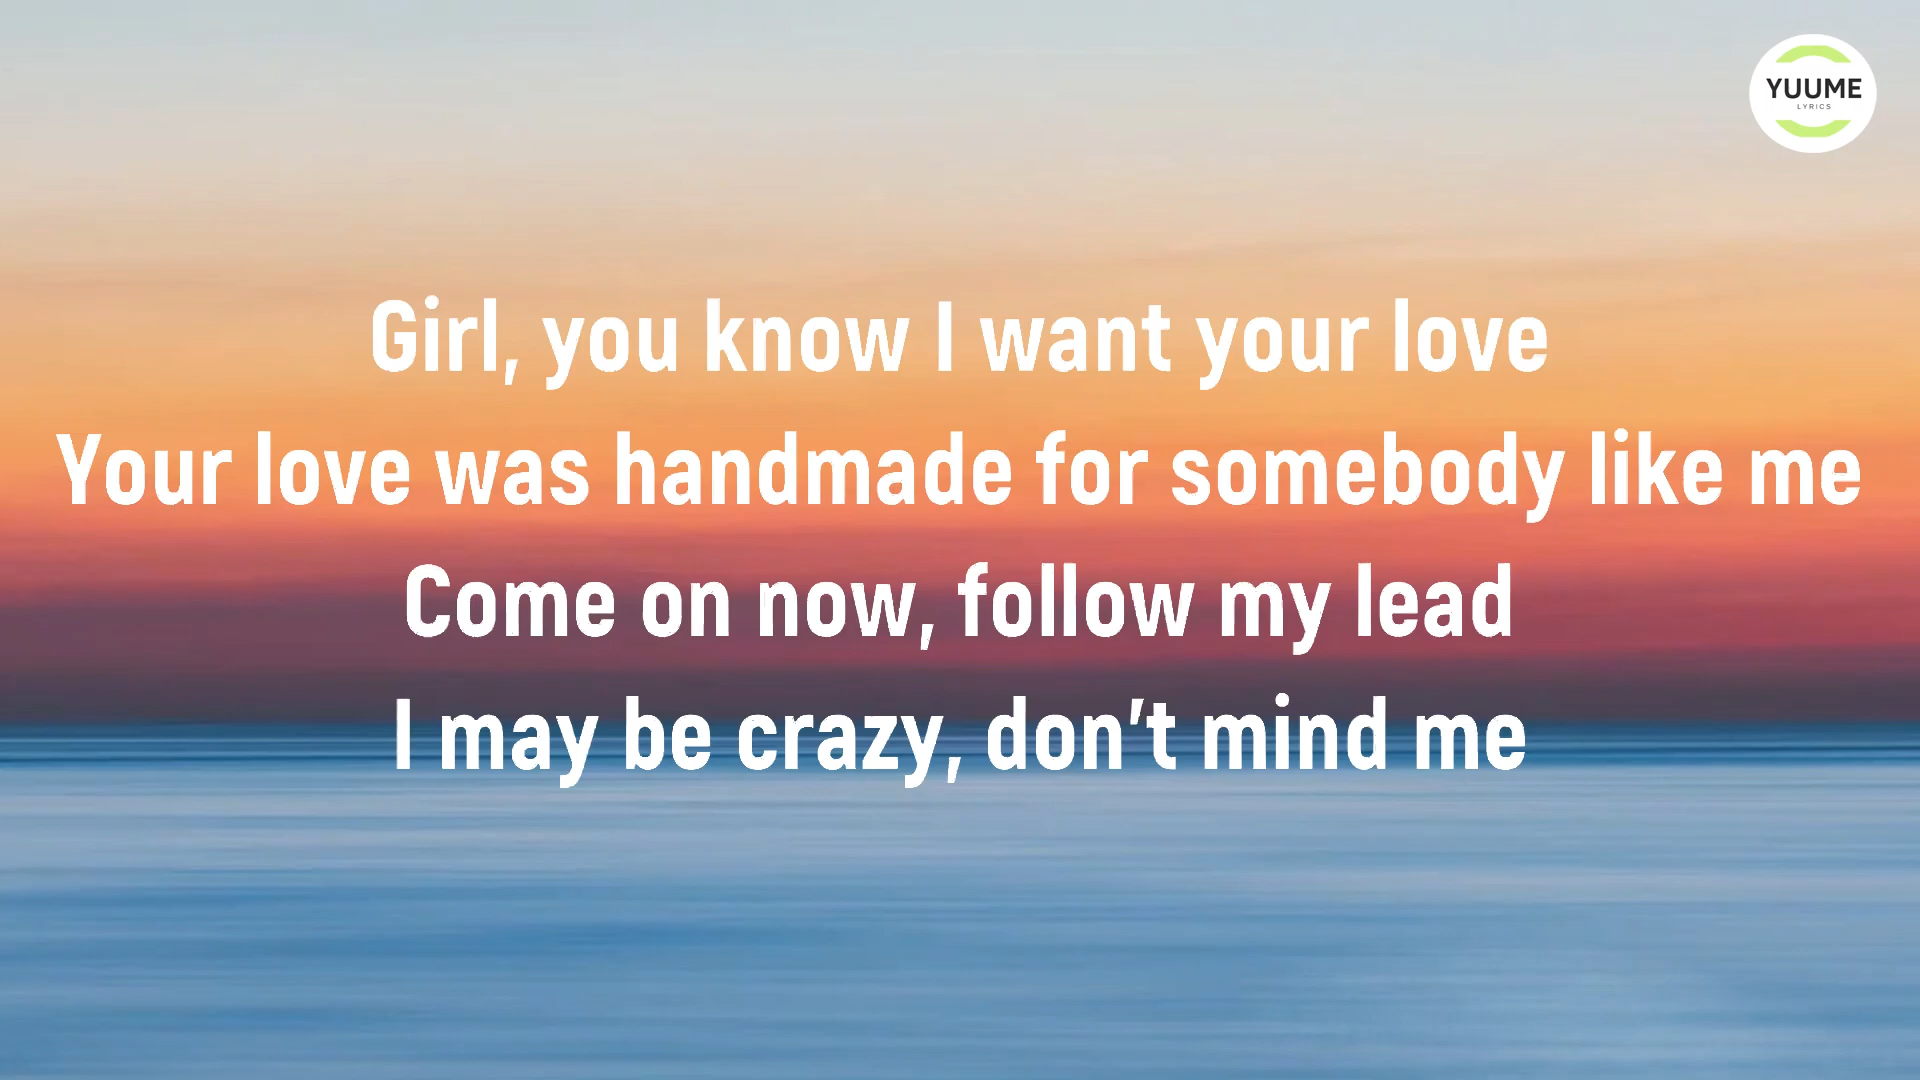 YUUME
LYRICS
Girl, you know I want your love
Your love was handmade for somebody like me
Come on now, follow my lead
I may be crazy, don't mind me